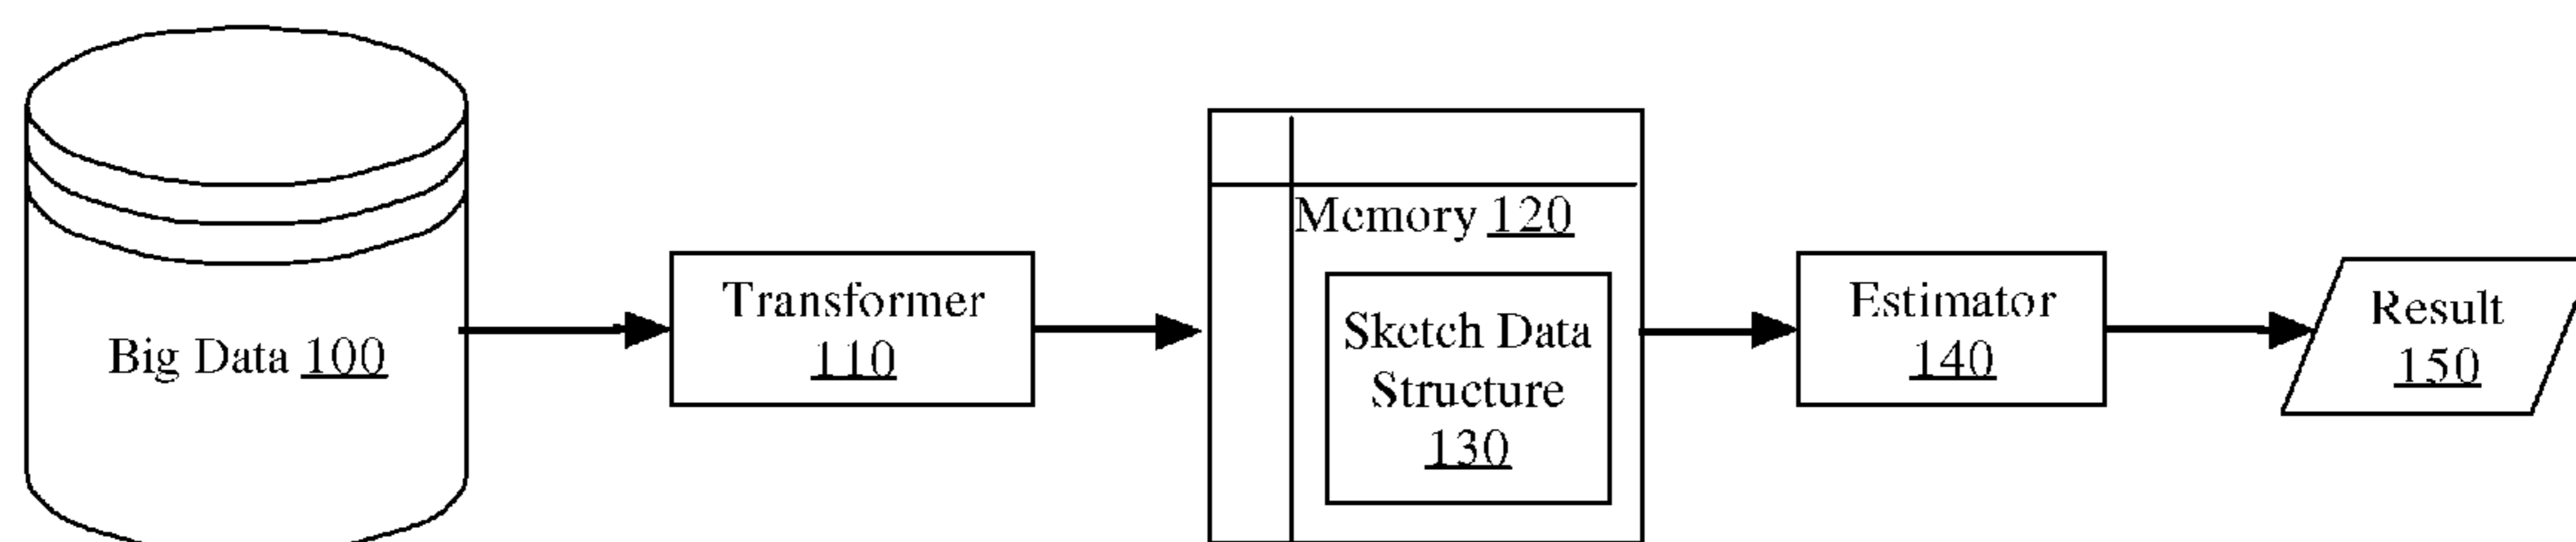 Big Data 100
Transformer
110
Memory 120
Sketch Data
Structure
130
Estimator
140
Result
150